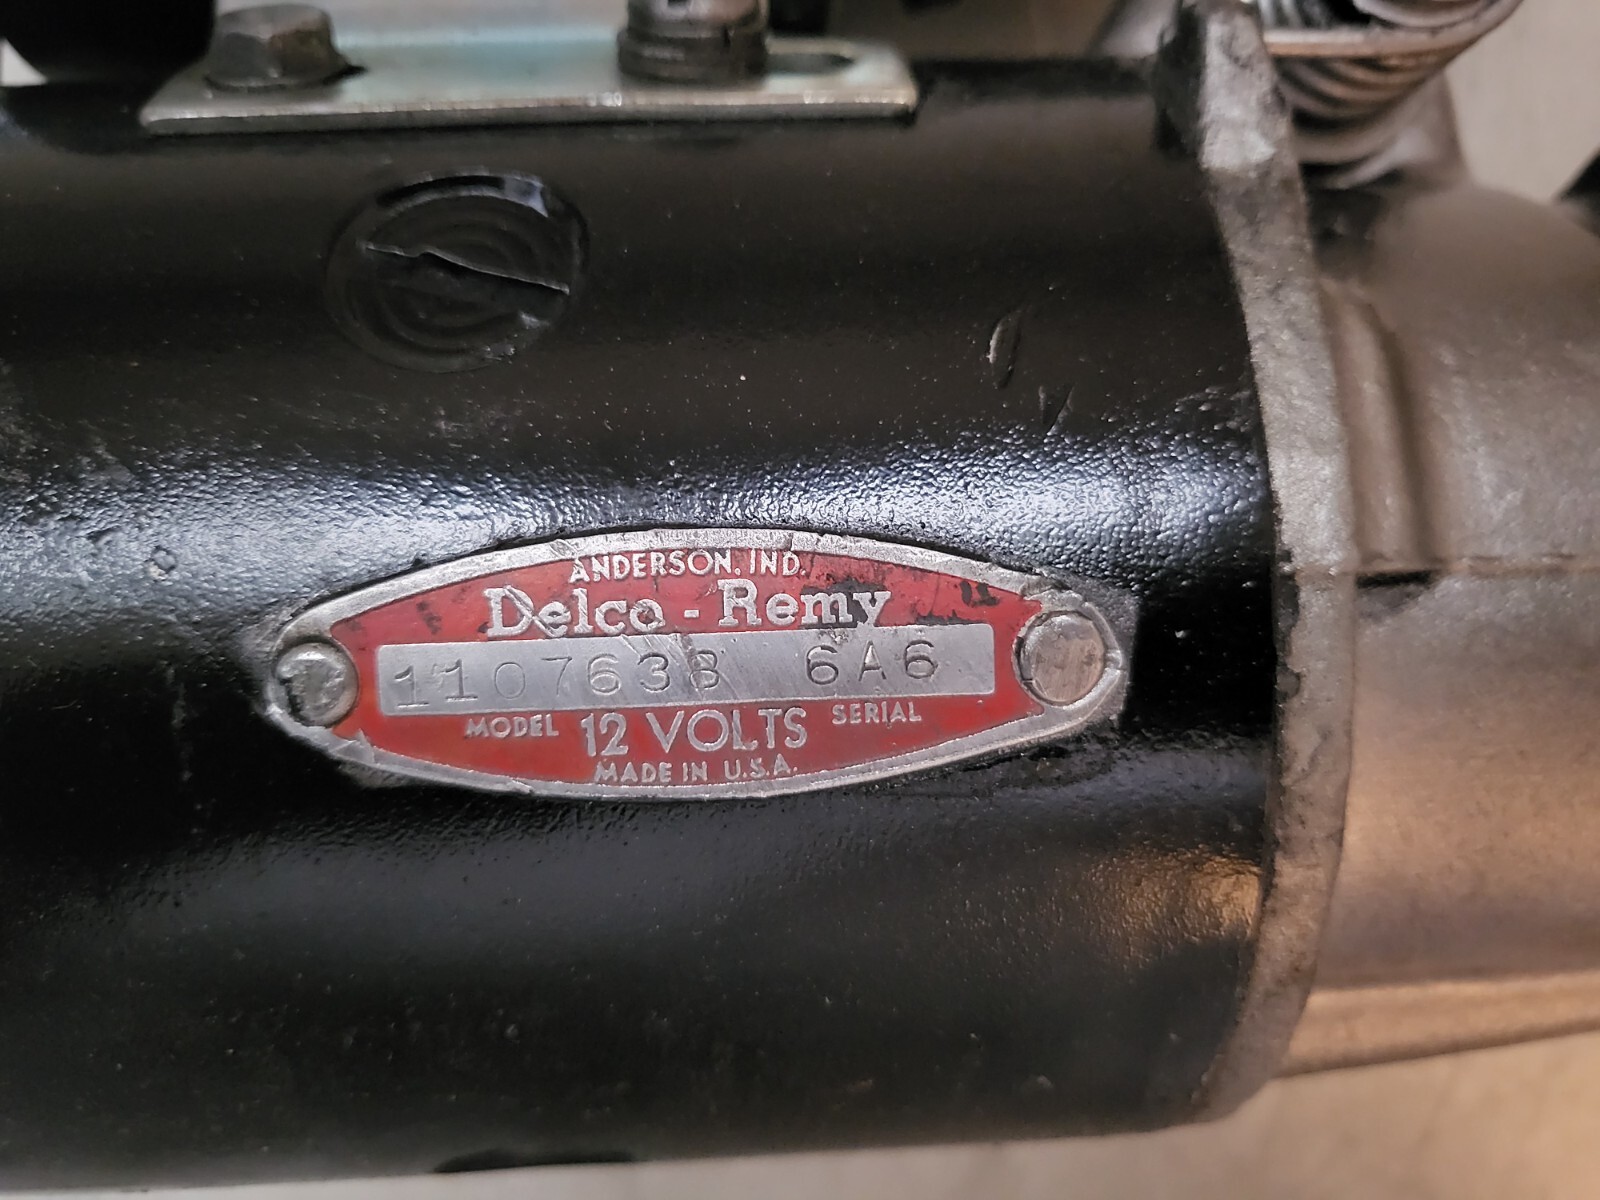 ANDERSON, IND.
Delco - Remy
1107638 6A6
MODEL 12 VOLTS SERIAL
MADE IN U.S.A.